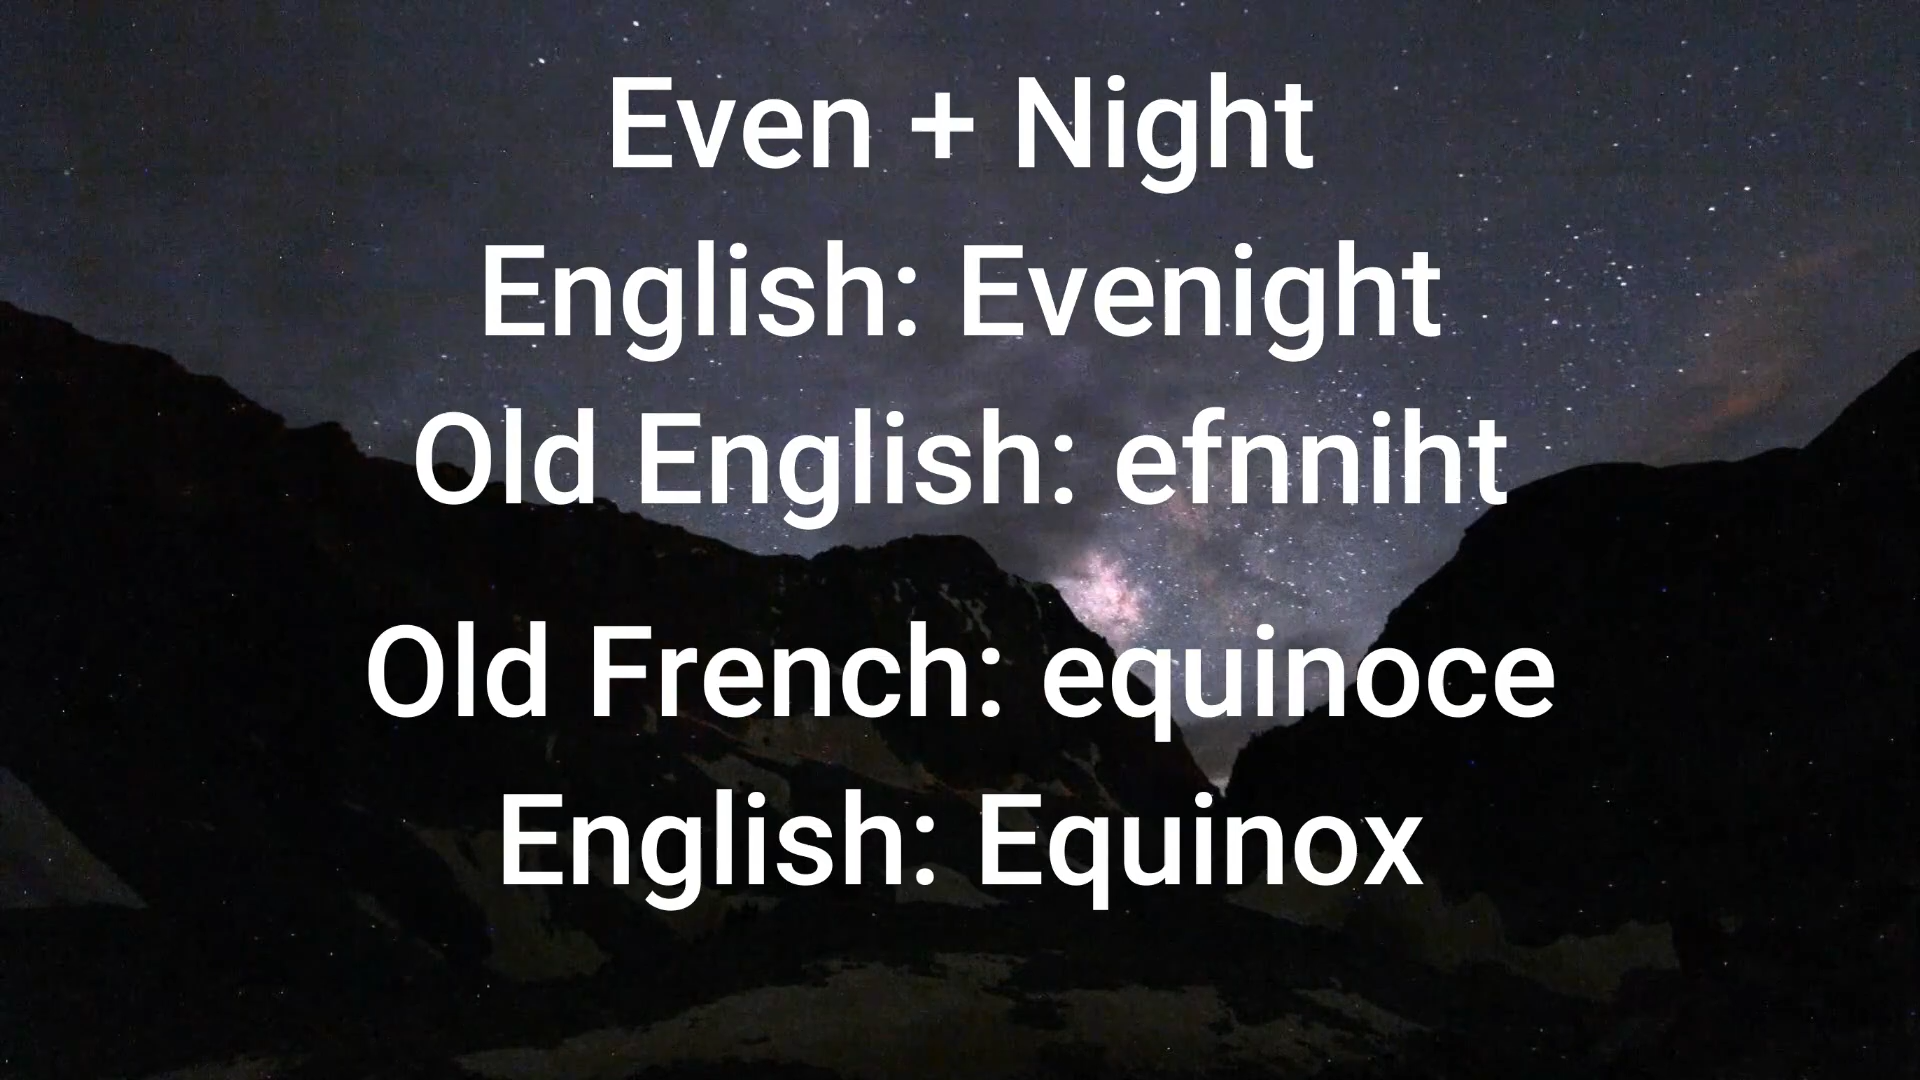 Even + Night
English: Evenight
Old English: efnniht
Old French: equinoce
English: Equinox